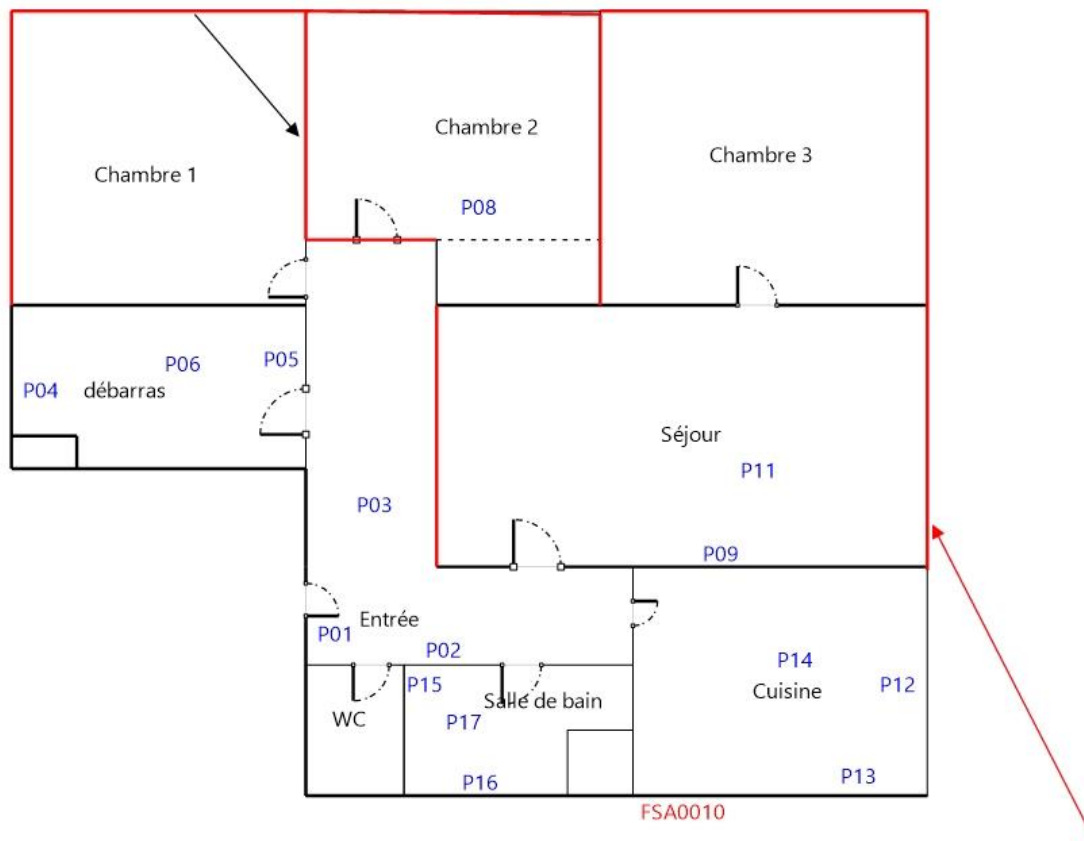 Chambre 1
Chambre 2
Chambre 3
P08
P04
débarras
P06
P05
Séjour
P11
P03
P09
Entrée
P01
P02
P14
Cuisine
P12
P13
WC
P15
Salle de bain
P17
P16
FSA0010